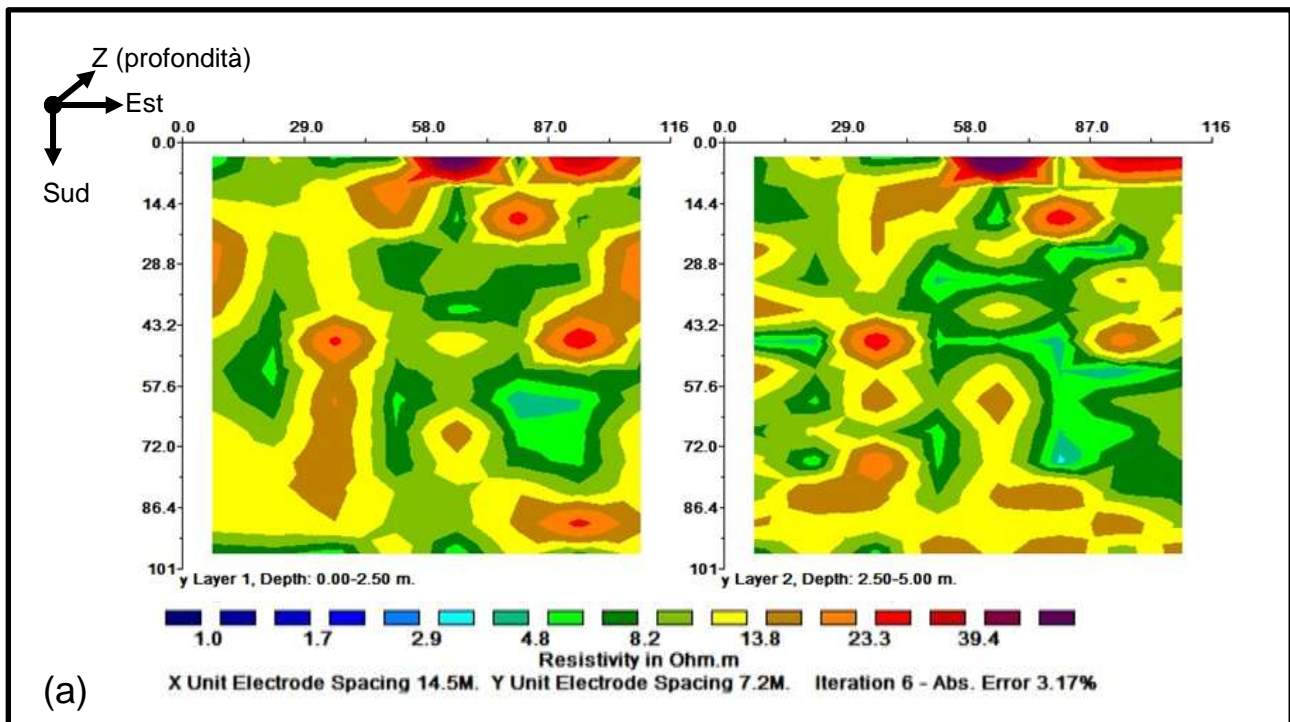 Z (profondità)
Est
Sud
0.0 29.0 58.0 87.0 116
0.0 29.0 58.0 87.0 116
0.0
14.4
28.8
43.2
57.6
72.0
86.4
101
14.4
28.8
43.2
57.6
72.0
86.4
101
y Layer 1, Depth: 0.00-2.50 m.
y Layer 2, Depth: 2.50-5.00 m.
1.0 1.7 2.9 4.8 8.2 13.8 23.3 39.4
Resistivity in Ohm.m
X Unit Electrode Spacing 14.5M. Y Unit Electrode Spacing 7.2M. Iteration 6 - Abs. Error 3.17%
(a)